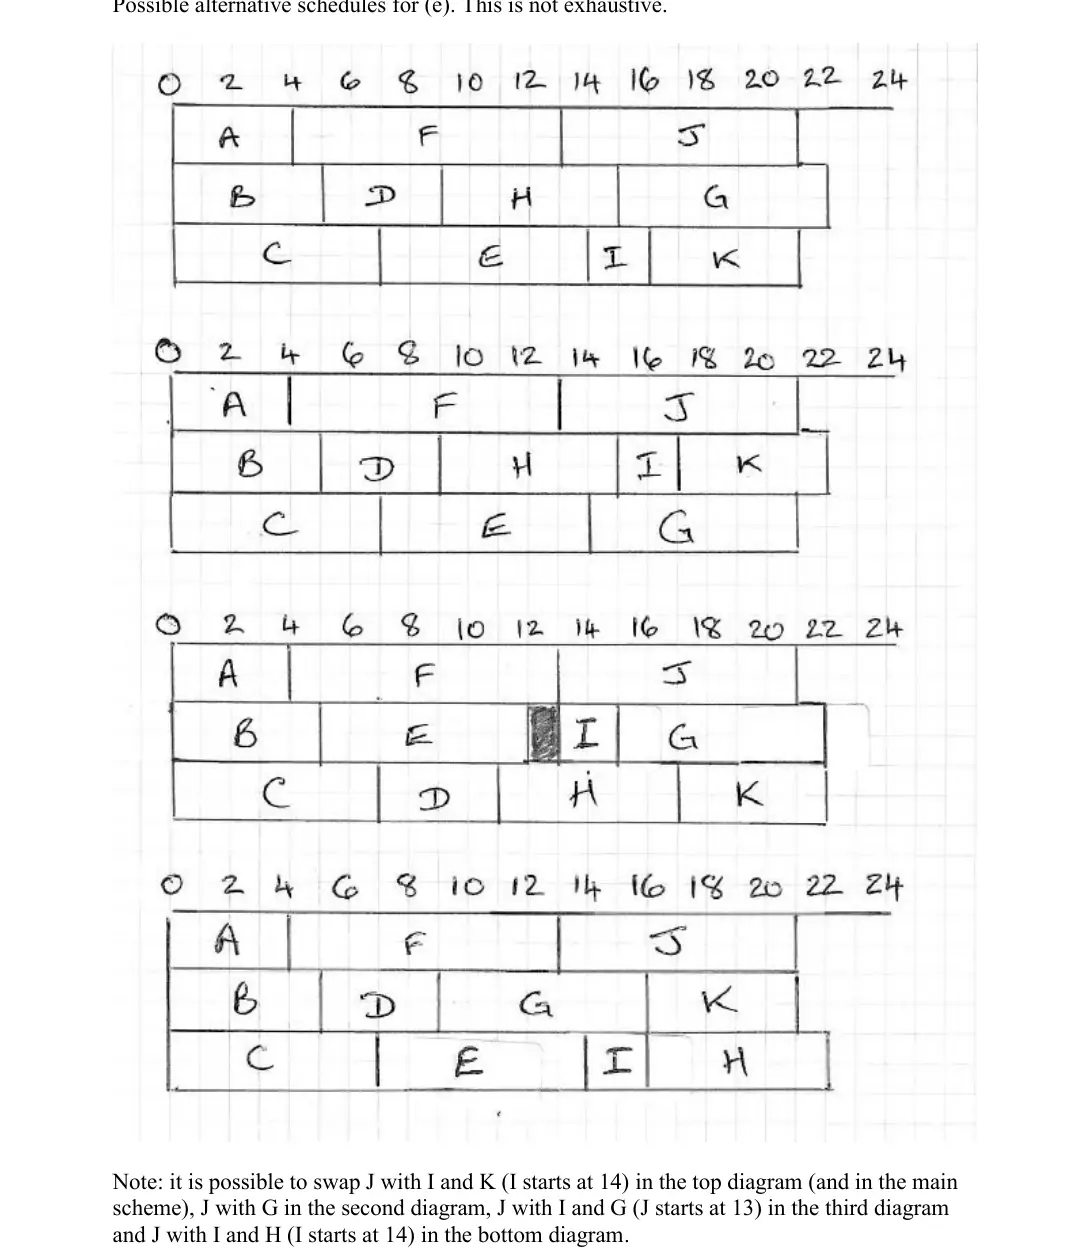 Possible alternative schedules for (e). This is not exhaustive.
0 2 4 6 8 10 12 14 16 18 20 22 24
A F J
B D H G
C E I K
0 2 4 6 8 10 12 14 16 18 20 22 24
A F J
B D H I K
C E G
0 2 4 6 8 10 12 14 16 18 20 22 24
A F J
B E I G
C D H K
0 2 4 6 8 10 12 14 16 18 20 22 24
A F J
B D G K
C E I H
Note: it is possible to swap J with I and K (I starts at 14) in the top diagram (and in the main
scheme), J with G in the second diagram, J with I and G (J starts at 13) in the third diagram
and J with I and H (I starts at 14) in the bottom diagram.